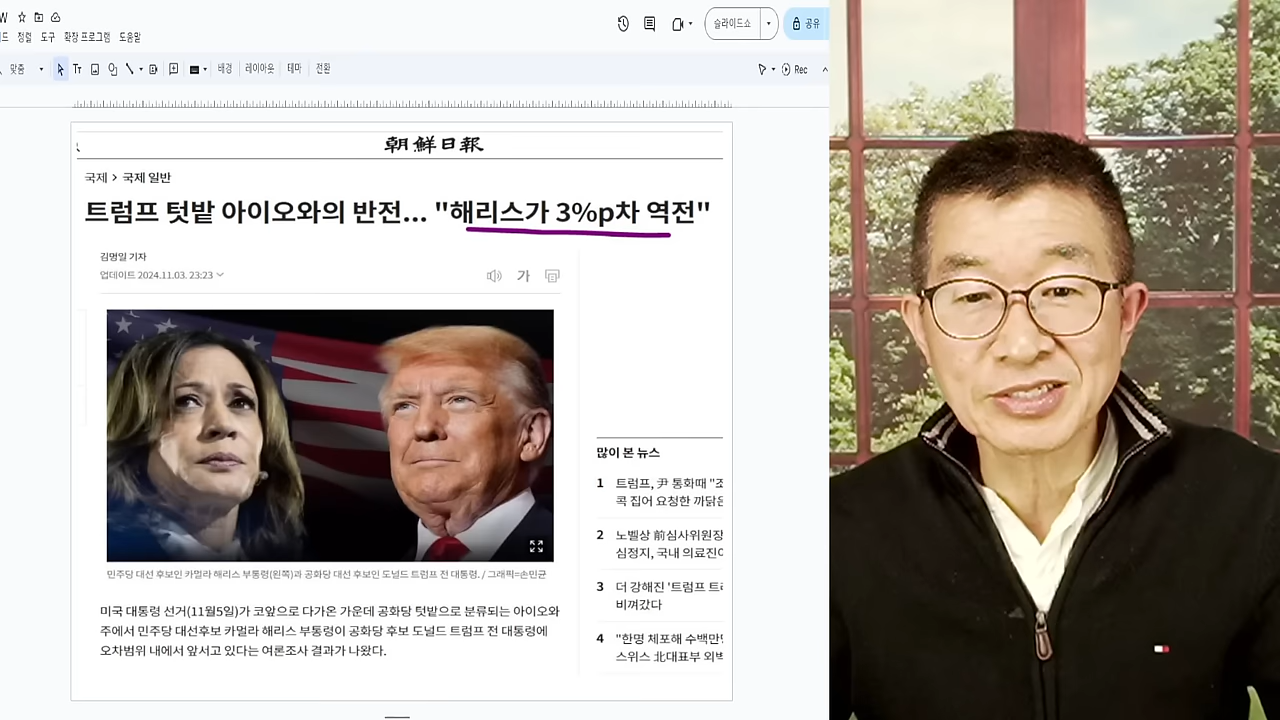 W
드 정렬 도구 확장 프로그램 도움말
슬라이드쇼
공유
맞춤
Tт
배경 레이아웃 테마 전환
Rec
朝鮮日報
국제 > 국제 일반
트럼프 텃밭 아이오와의 반전... "해리스가 3%p차 역전"
김명일 기자
업데이트 2024.11.03. 23:23
가
민주당 대선 후보인 카멀라 해리스 부통령(왼쪽)과 공화당 대선 후보인 도널드 트럼프 전 대통령. / 그래픽=손민균
미국 대통령 선거(11월5일)가 코앞으로 다가온 가운데 공화당 텃밭으로 분류되는 아이오와
주에서 민주당 대선후보 카멀라 해리스 부통령이 공화당 후보 도널드 트럼프 전 대통령에
오차범위 내에서 앞서고 있다는 여론조사 결과가 나왔다.
많이 본 뉴스
1 트럼프, 尹 통화때 "조
콕 집어 요청한 까닭은
2 노벨상 前심사위원장
심정지, 국내 의료진이
3 더 강해진 '트럼프 트
비껴갔다
4 "한명 체포해 수백만명
스위스 北대표부 외벽